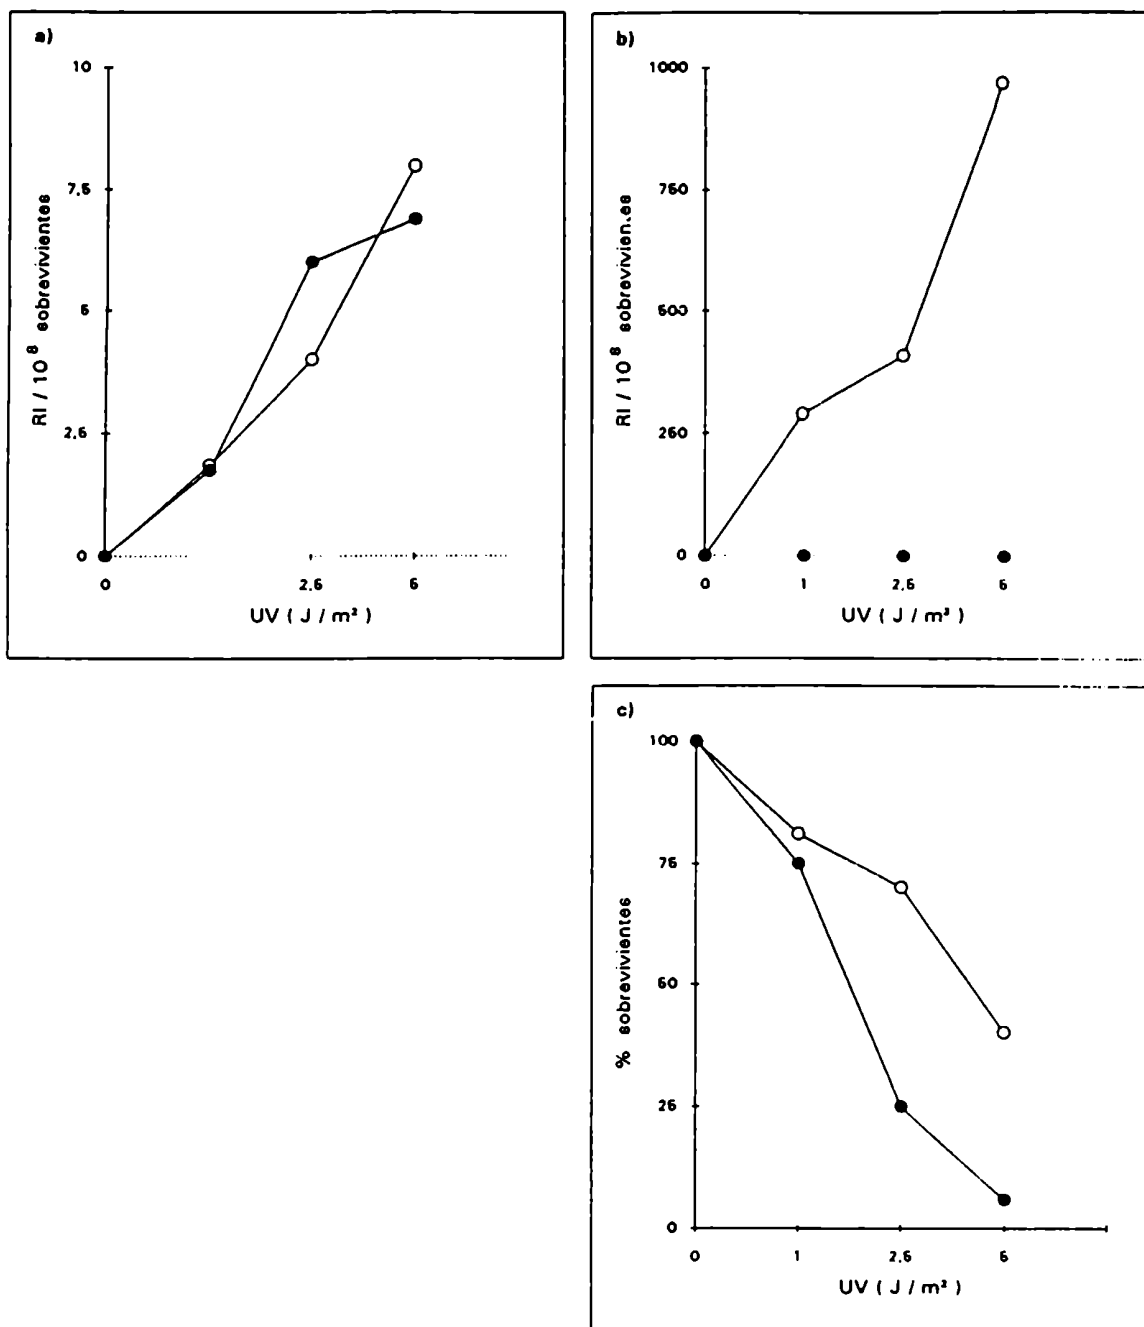 a)
10
7,5
5
2,5
0
RI / 10⁸ sobrevivientes
0 2,5 5
UV ( J / m² )
b)
1000
750
500
250
0
RI / 10⁸ sobrevivientes
0 1 2,5 5
UV ( J / m² )
c)
100
75
50
25
0
% sobrevivientes
0 1 2,5 5
UV ( J / m² )